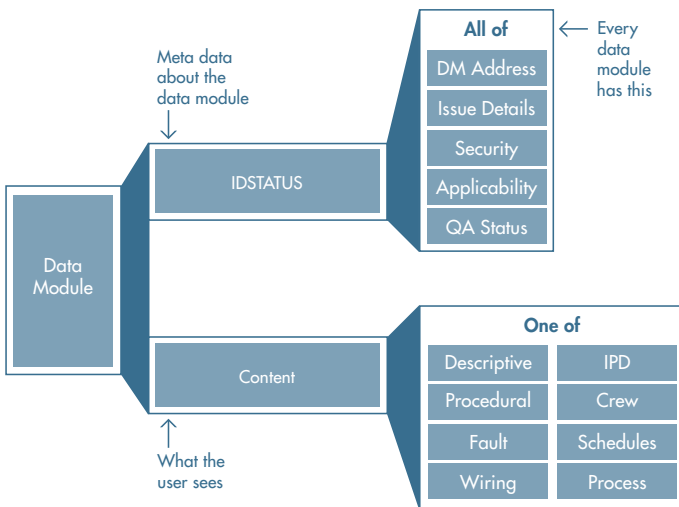 Data
Module
Meta data
about the
data module
IDSTATUS
All of
DM Address
Issue Details
Security
Applicability
QA Status
Every
data
module
has this
Content
What the
user sees
One of
Descriptive
IPD
Procedural
Crew
Fault
Schedules
Wiring
Process